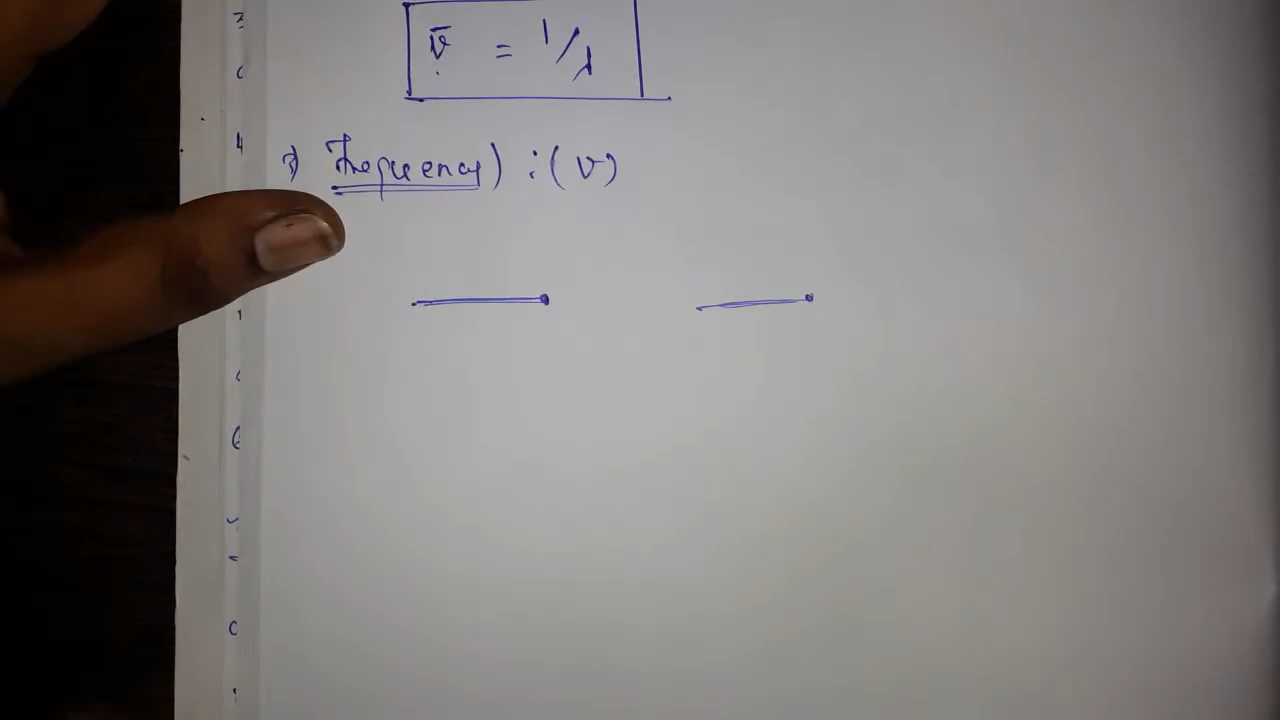 ν̄ = 1/λ
3) Frequency : (ν)